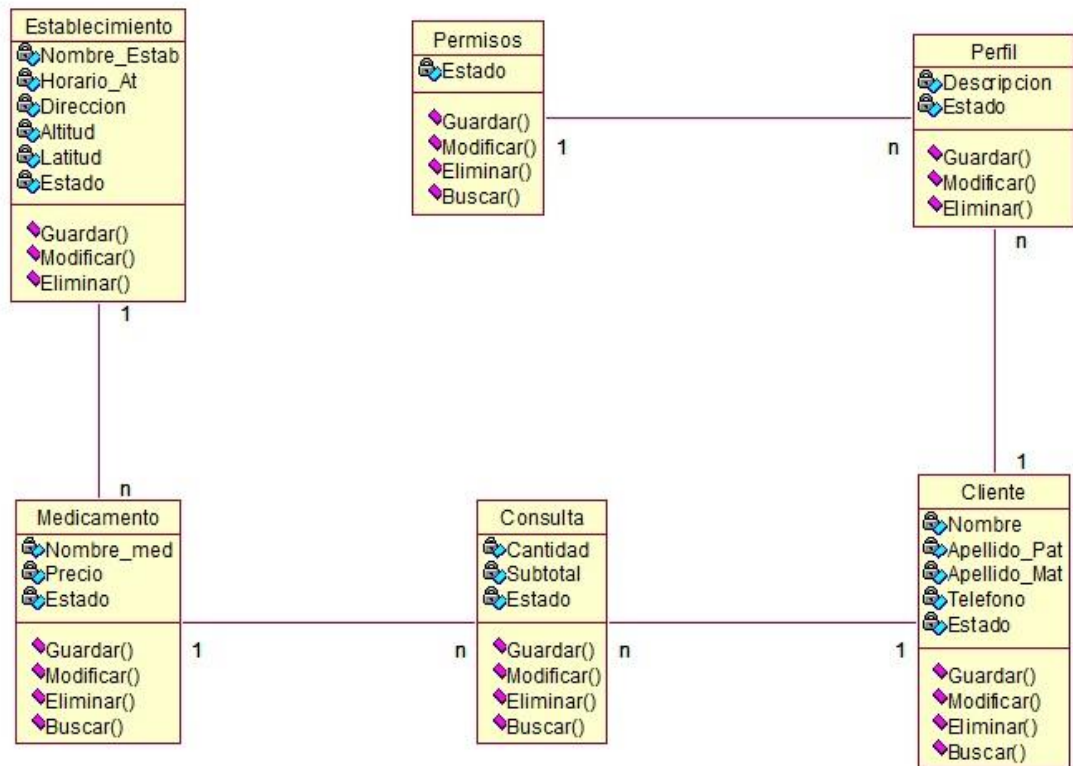 Establecimiento
Nombre_Estab
Horario_At
Direccion
Altitud
Latitud
Estado
Guardar()
Modificar()
Eliminar()
1
Permisos
Estado
Guardar()
Modificar()
Eliminar()
Buscar()
1
n
Perfil
Descripcion
Estado
Guardar()
Modificar()
Eliminar()
n
n
Medicamento
Nombre_med
Precio
Estado
Guardar()
Modificar()
Eliminar()
Buscar()
1
n
Consulta
Cantidad
Subtotal
Estado
Guardar()
Modificar()
Eliminar()
Buscar()
n
1
1
Cliente
Nombre
Apellido_Pat
Apellido_Mat
Telefono
Estado
Guardar()
Modificar()
Eliminar()
Buscar()